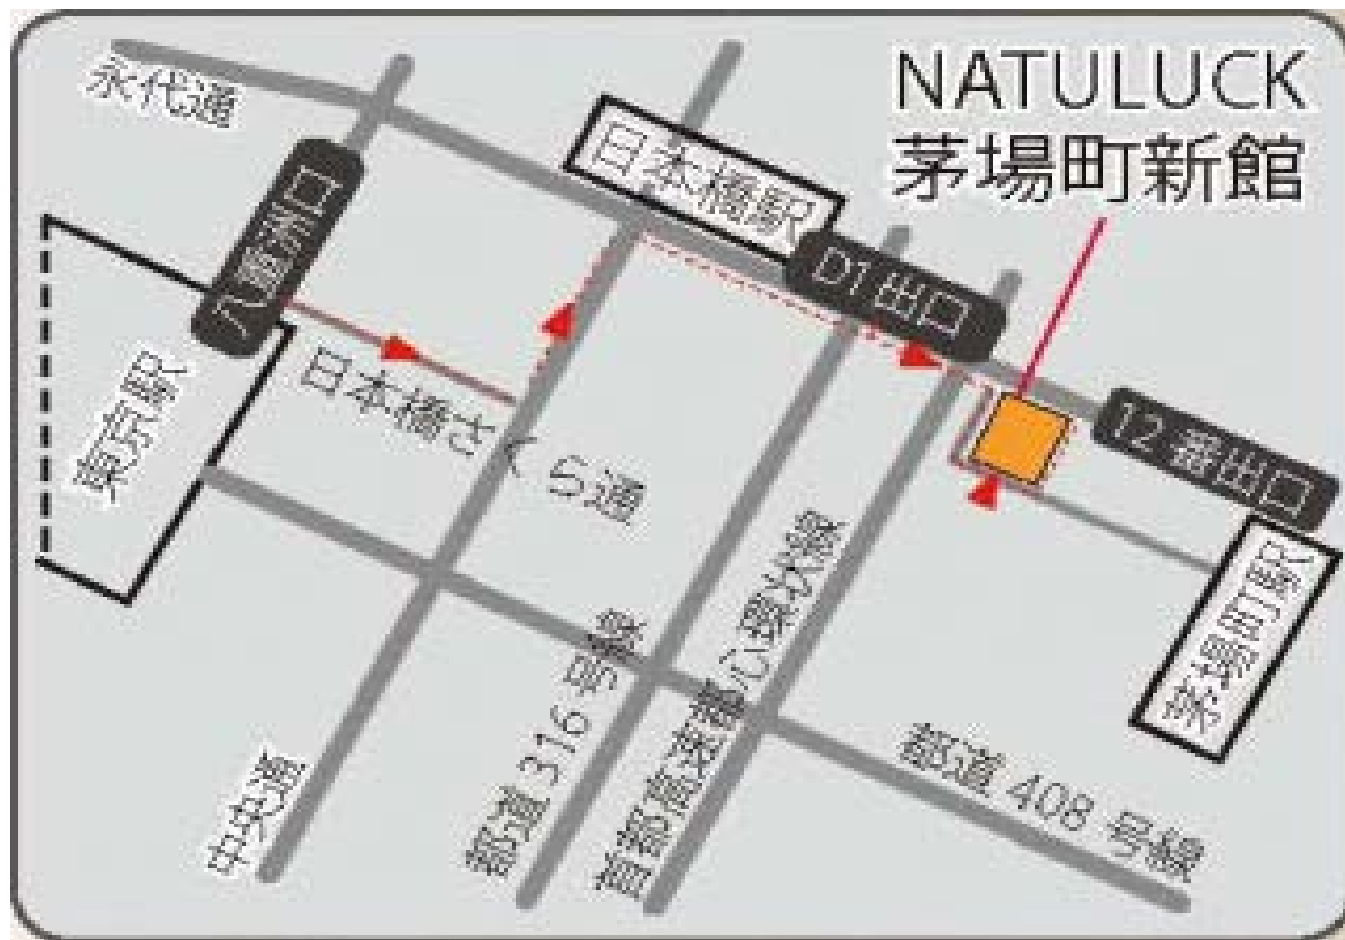 NATULUCK
茅場町新館
永代通
日本橋駅
八重洲口
D1出口
東京駅
日本橋さくら通
12番出口
茅場町駅
都道316号線
首都高速都心環状線
都道408号線
中央通